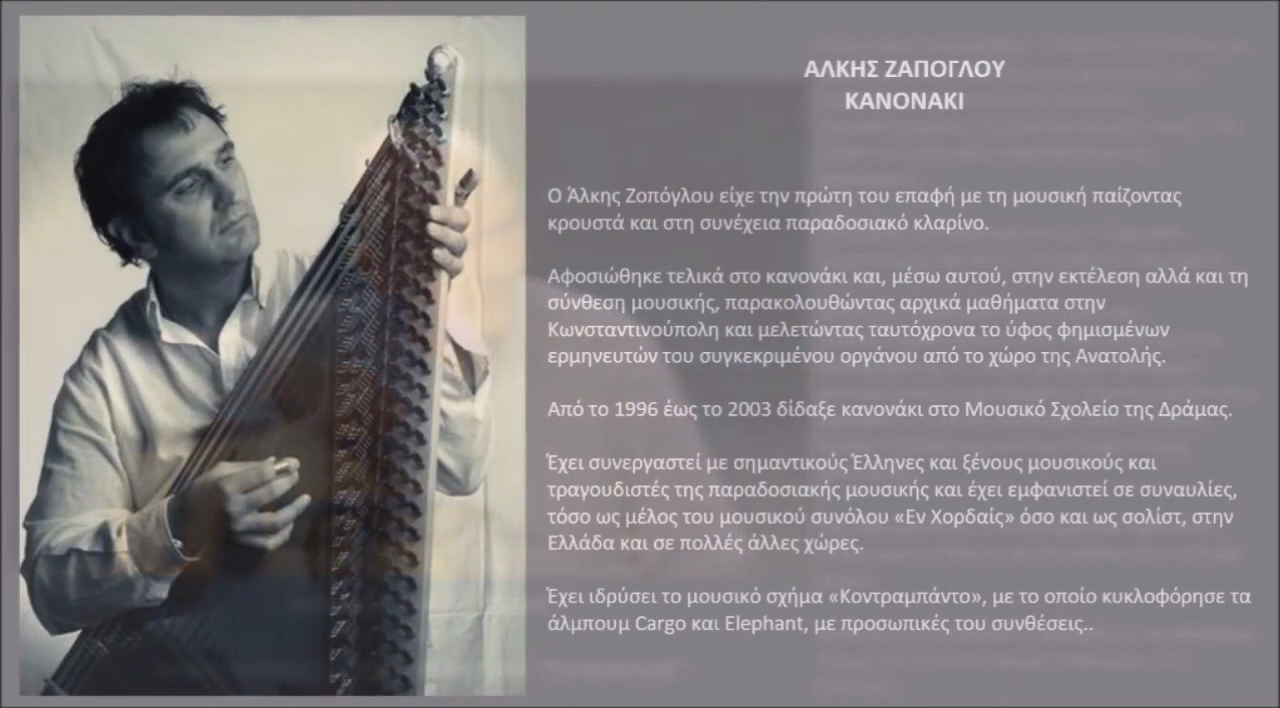 ΑΛΚΗΣ ΖΑΠΟΓΛΟΥ
ΚΑΝΟΝΑΚΙ
Ο Άλκης Ζοπόγλου είχε την πρώτη του επαφή με τη μουσική παίζοντας
κρουστά και στη συνέχεια παραδοσιακό κλαρίνο.
Αφοσιώθηκε τελικά στο κανονάκι και, μέσω αυτού, στην εκτέλεση αλλά και τη
σύνθεση μουσικής, παρακολουθώντας αρχικά μαθήματα στην
Κωνσταντινούπολη και μελετώντας ταυτόχρονα το ύφος φημισμένων
ερμηνευτών του συγκεκριμένου οργάνου από το χώρο της Ανατολής.
Από το 1996 έως το 2003 δίδαξε κανονάκι στο Μουσικό Σχολείο της Δράμας.
Έχει συνεργαστεί με σημαντικούς Έλληνες και ξένους μουσικούς και
τραγουδιστές της παραδοσιακής μουσικής και έχει εμφανιστεί σε συναυλίες,
τόσο ως μέλος του μουσικού συνόλου «Εν Χορδαίς» όσο και ως σολίστ, στην
Ελλάδα και σε πολλές άλλες χώρες.
Έχει ιδρύσει το μουσικό σχήμα «Κοντραμπάντο», με το οποίο κυκλοφόρησε τα
άλμπουμ Cargo και Elephant, με προσωπικές του συνθέσεις..